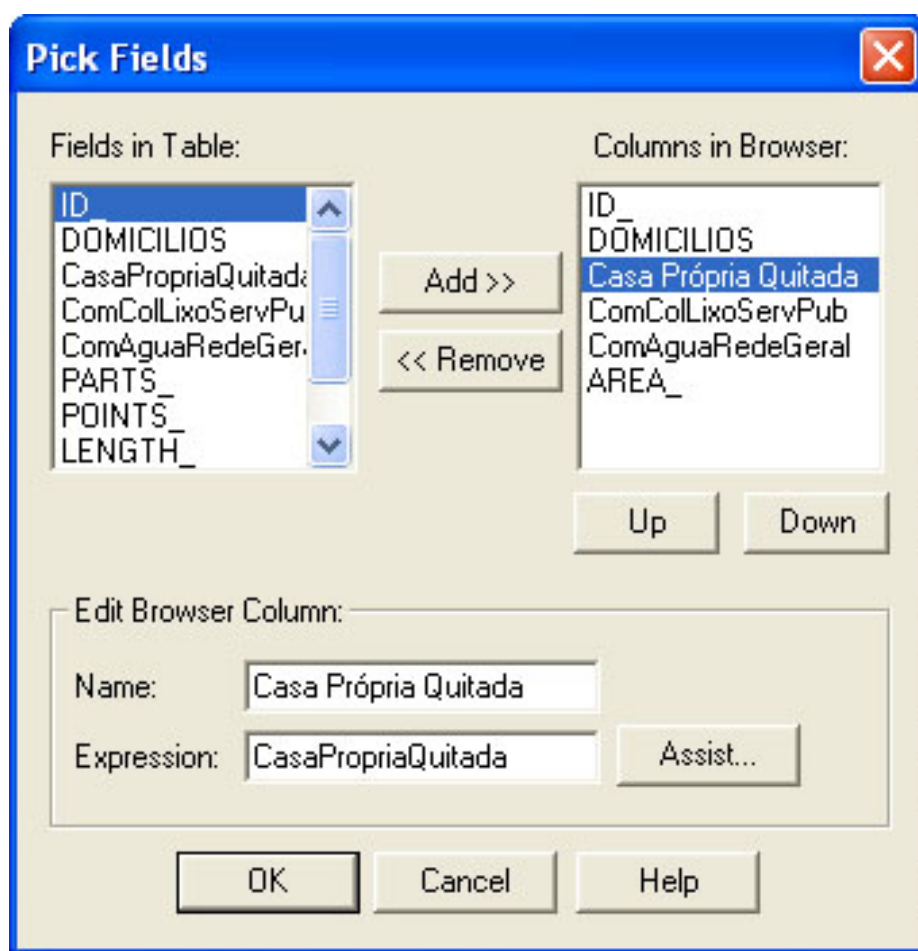 Pick Fields
Fields in Table:
ID_
DOMICILIOS
CasaPropriaQuitada
ComColLixoServPu
ComAguaRedeGer
PARTS_
POINTS_
LENGTH_
Add >>
<< Remove
Columns in Browser:
ID_
DOMICILIOS
Casa Própria Quitada
ComColLixoServPub
ComAguaRedeGeral
AREA_
Up
Down
Edit Browser Column:
Name:
Casa Própria Quitada
Expression:
CasaPropriaQuitada
Assist...
OK
Cancel
Help